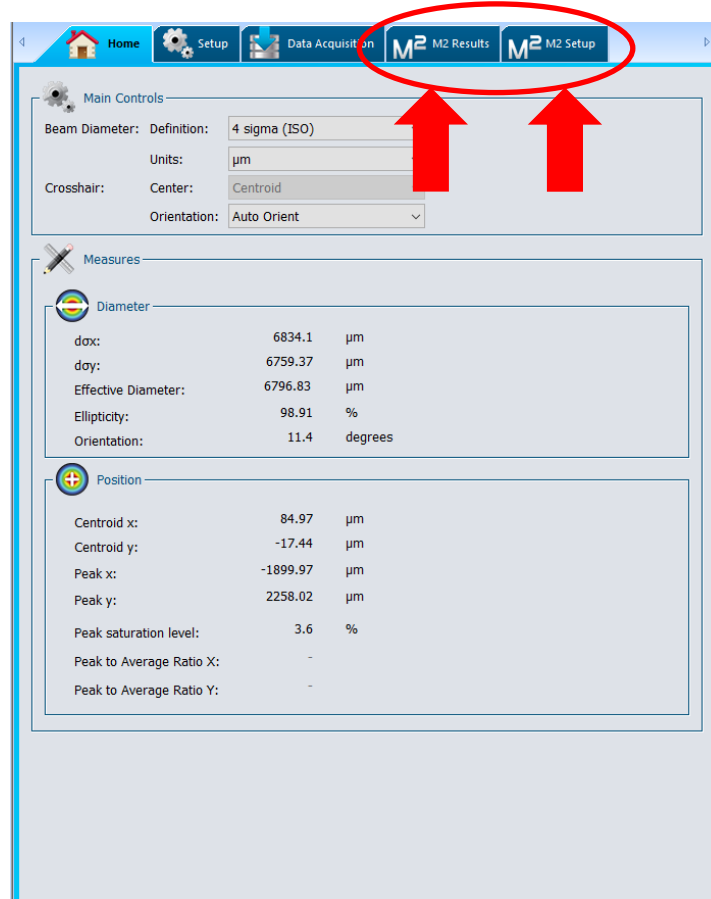 Home Setup Data Acquisition M2 M2 Results M2 M2 Setup
Main Controls
Beam Diameter: Definition: 4 sigma (ISO)
Units: µm
Crosshair: Center: Centroid
Orientation: Auto Orient
Measures
Diameter
dσx: 6834.1 µm
dσy: 6759.37 µm
Effective Diameter: 6796.83 µm
Ellipticity: 98.91 %
Orientation: 11.4 degrees
Position
Centroid x: 84.97 µm
Centroid y: -17.44 µm
Peak x: -1899.97 µm
Peak y: 2258.02 µm
Peak saturation level: 3.6 %
Peak to Average Ratio X: -
Peak to Average Ratio Y: -